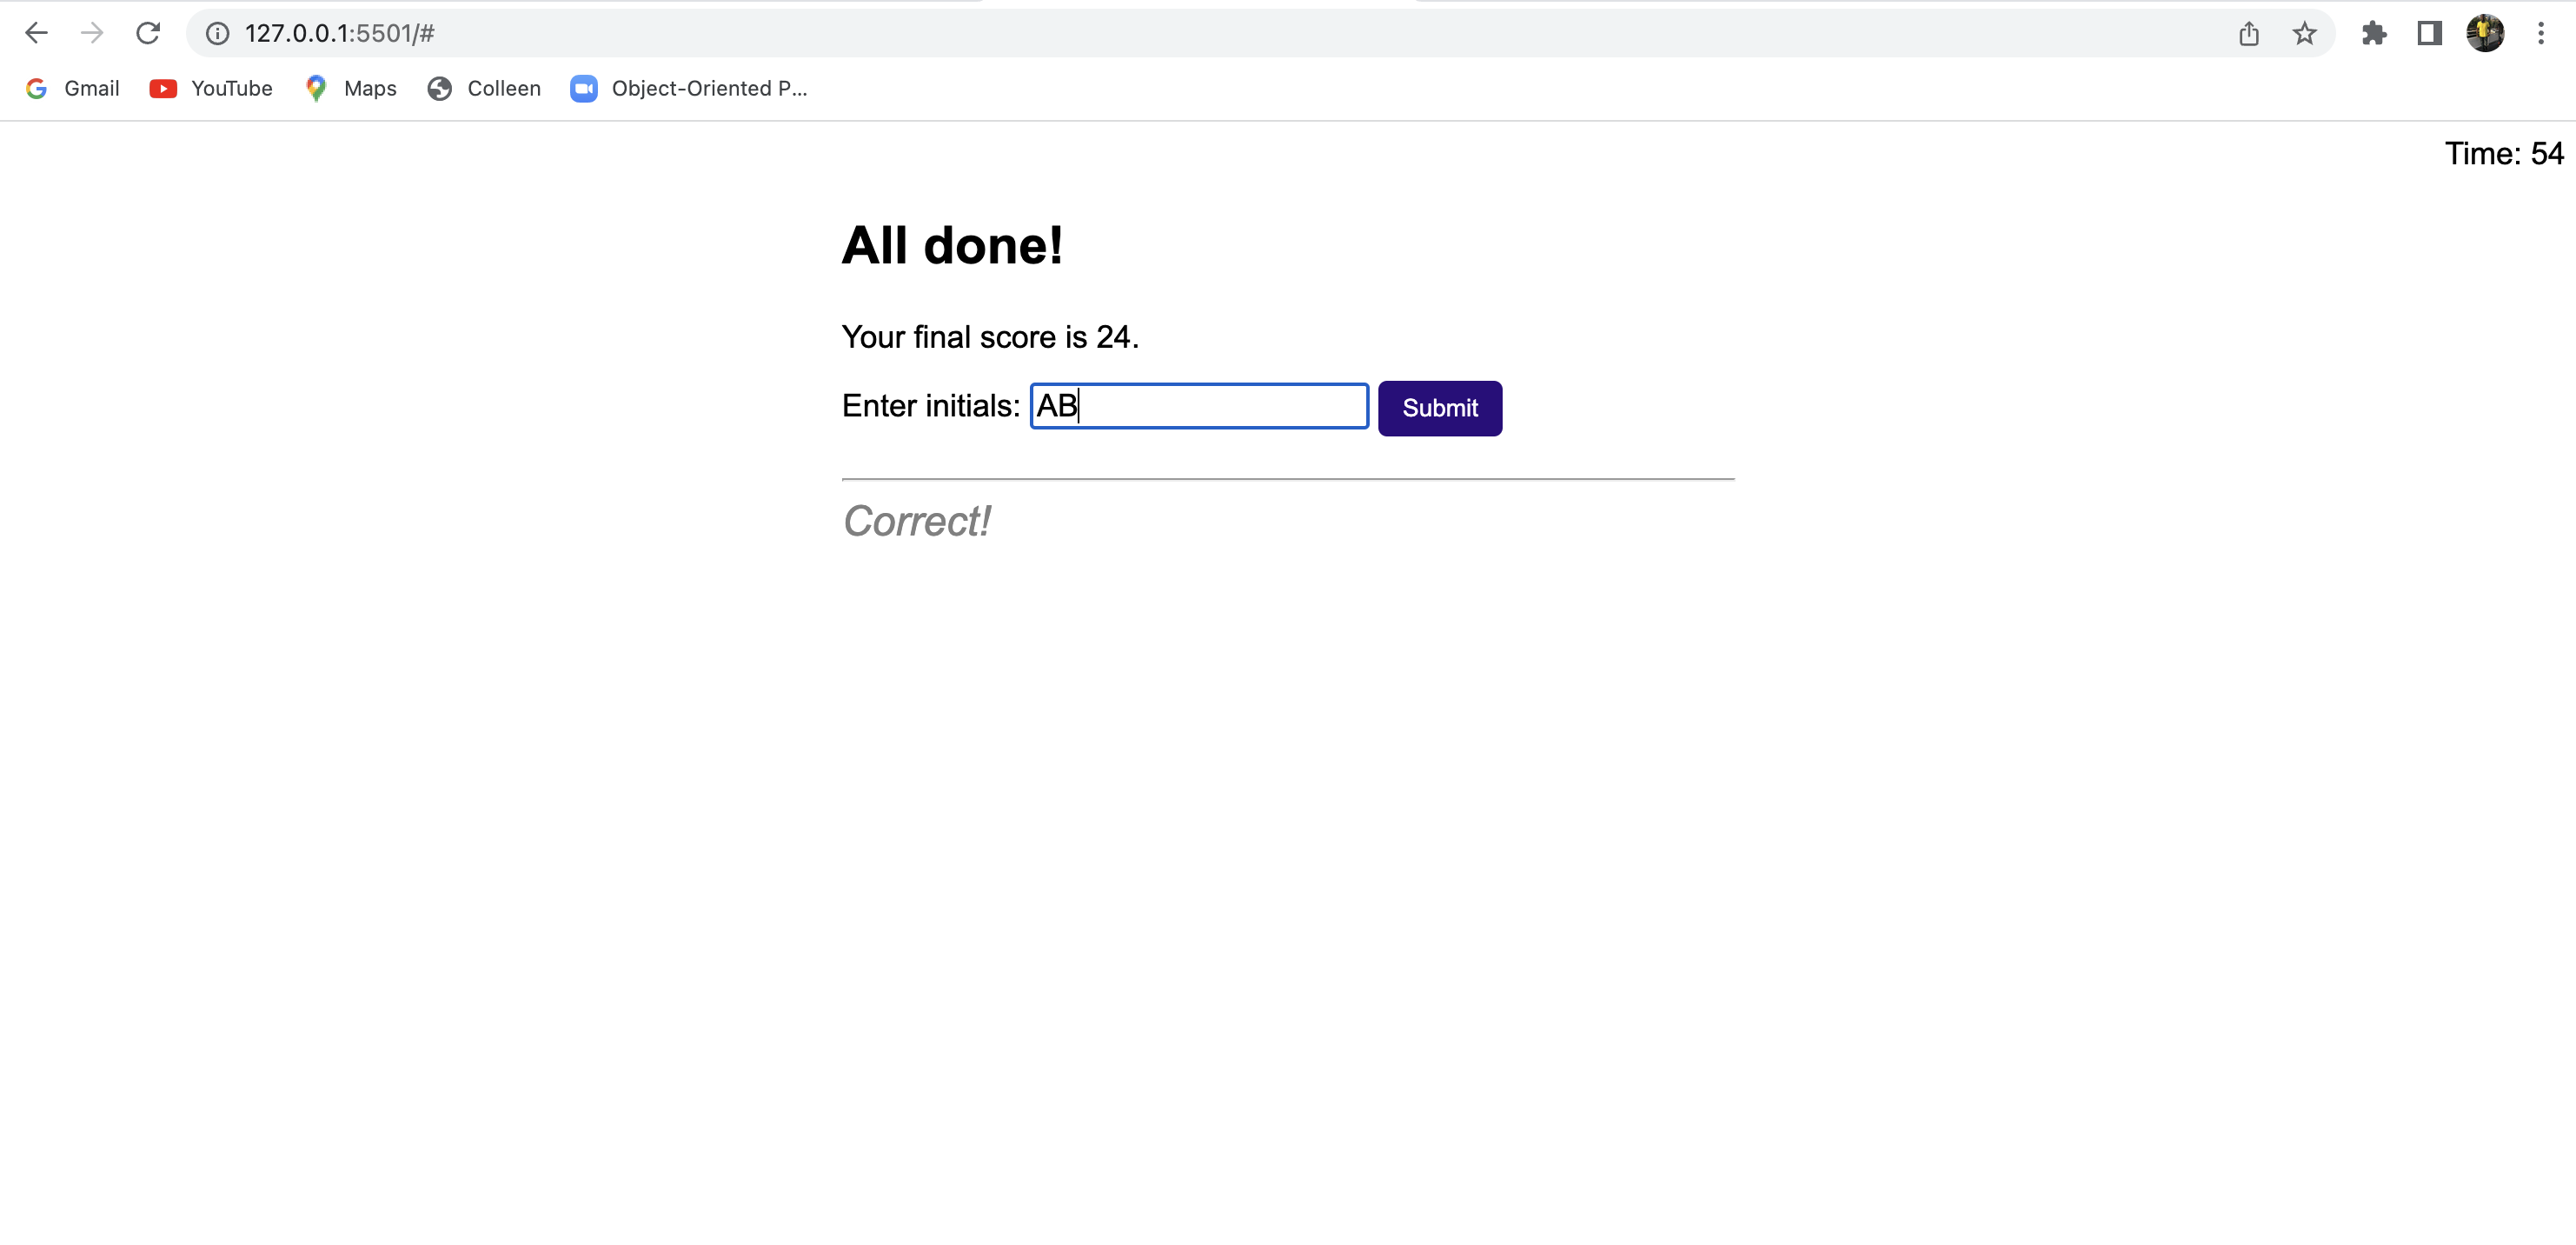 127.0.0.1:5501/#
Gmail YouTube Maps Colleen Object-Oriented P...
Time: 54
All done!
Your final score is 24.
Enter initials: AB Submit
Correct!